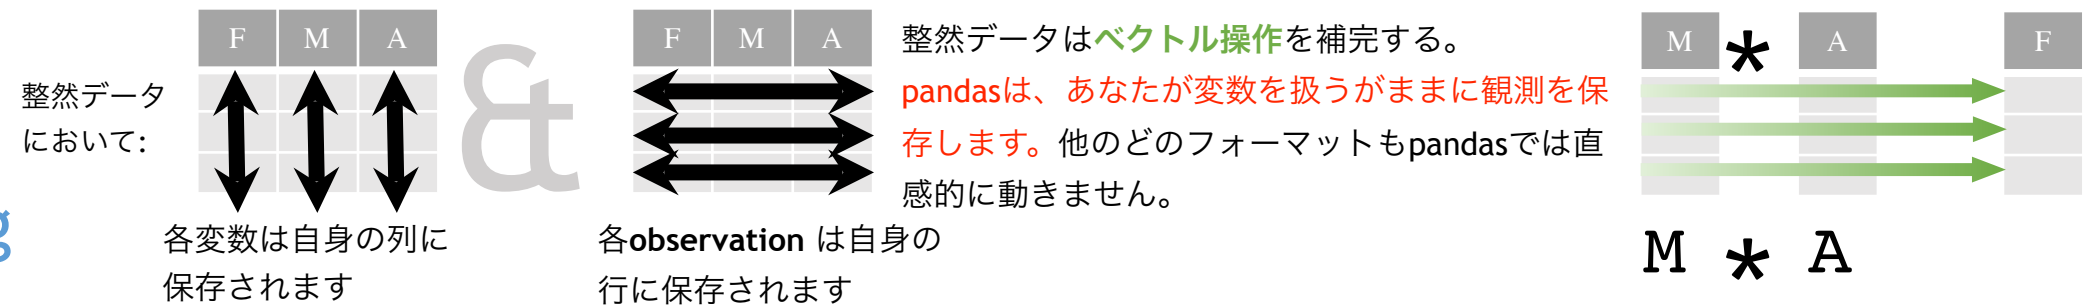 整然データ
において:
F M A
&
F M A
各変数は自身の列に
保存されます
各observation は自身の
行に保存されます
整然データはベクトル操作を補完する。
pandasは、あなたが変数を扱うがままに観測を保
存します。他のどのフォーマットもpandasでは直
感的に動きません。
M * A F
M * A
g